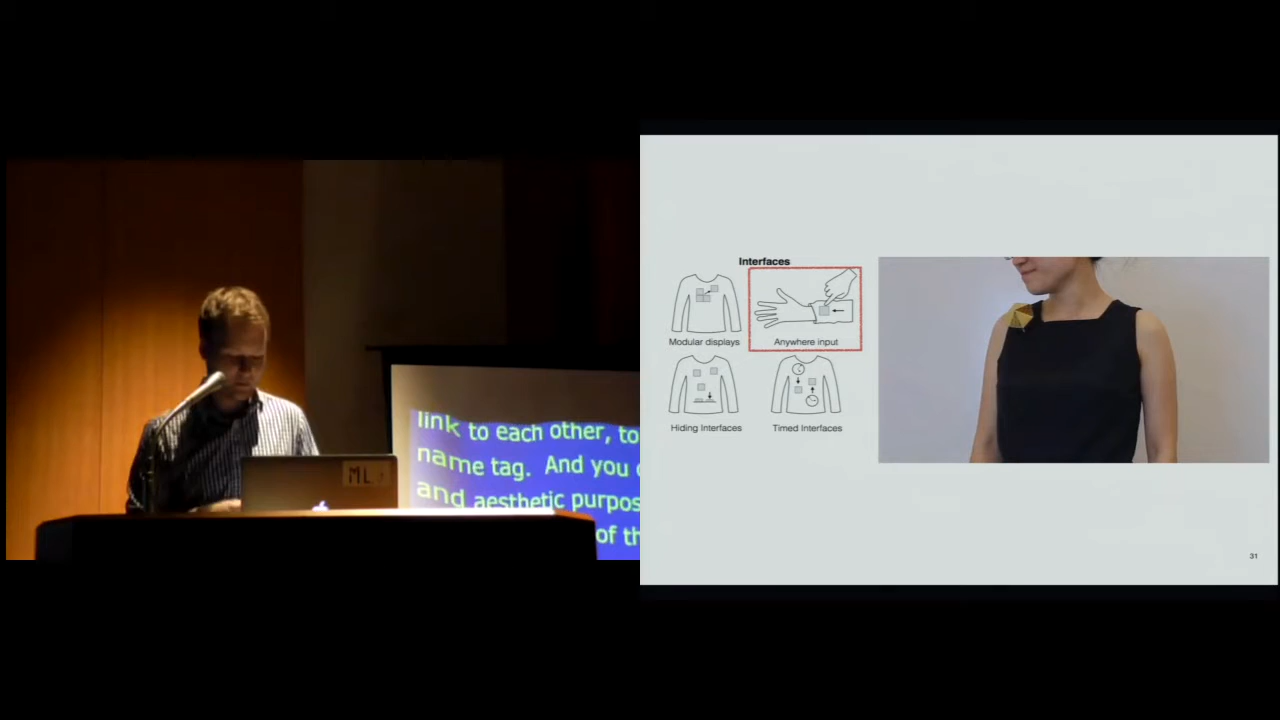 ML
link to each other, to
name tag. And you
and aesthetic purpos
of th
Interfaces
Modular displays
Anywhere input
Hiding Interfaces
Timed Interfaces
31